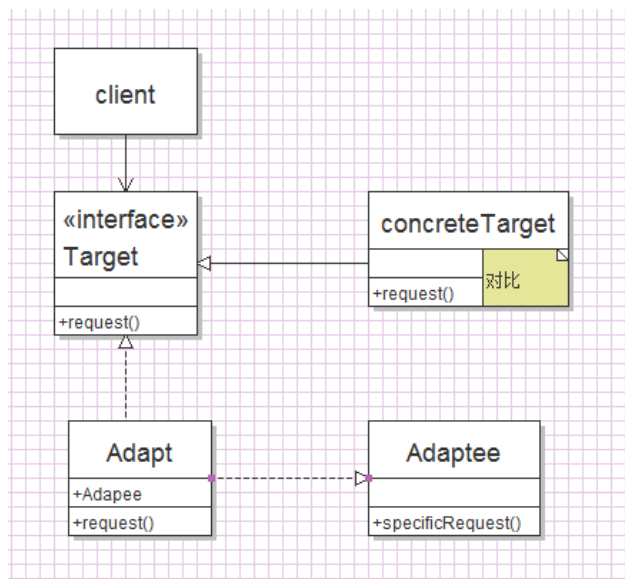 client
«interface»
Target
+request()
concreteTarget
+request()
对比
Adapt
+Adapee
+request()
Adaptee
+specificRequest()